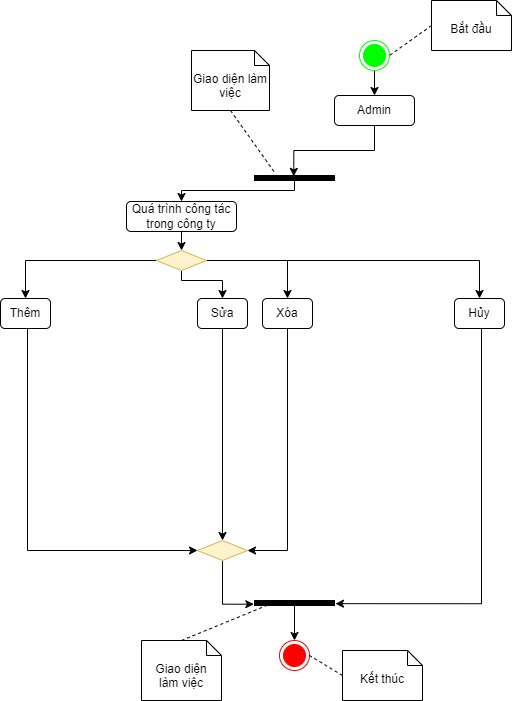 Bắt đầu
Giao diện làm
việc
Admin
Quá trình công tác
trong công ty
Thêm
Sửa
Xóa
Hủy
Giao diện
làm việc
Kết thúc